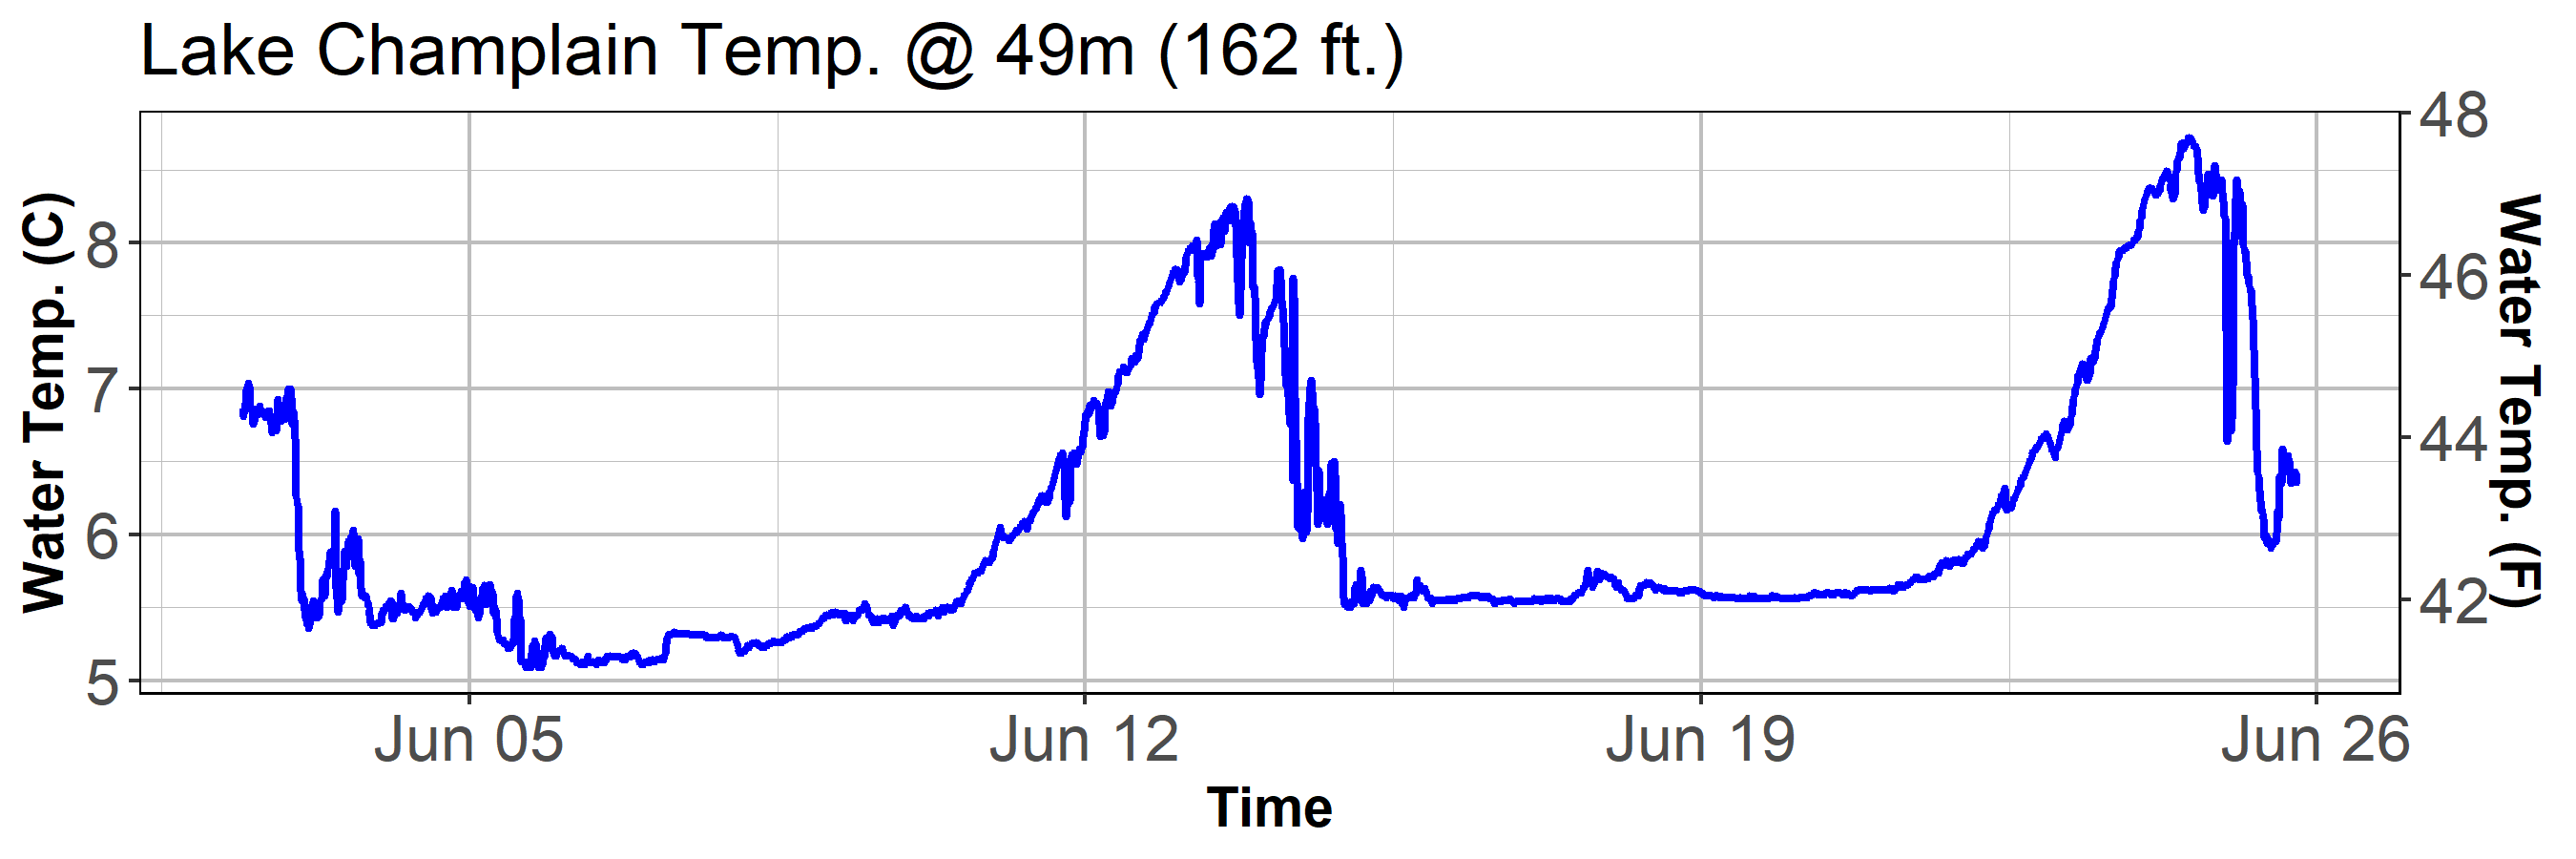 Lake Champlain Temp. @ 49m (162 ft.)
Water Temp. (C)
8
7
6
5
48
46
44
42
Water Temp. (F)
Jun 05 Jun 12 Jun 19 Jun 26
Time